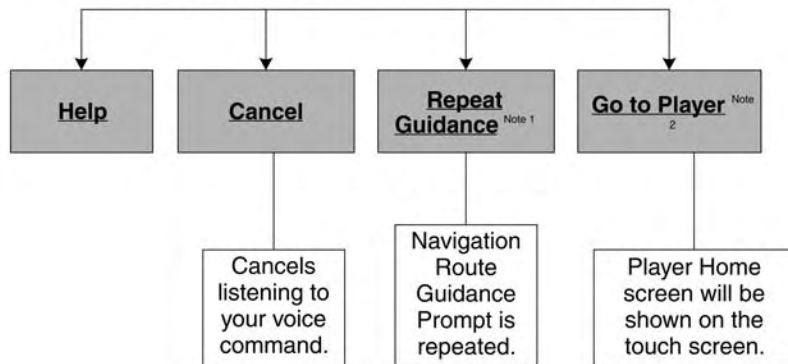 Help
Cancel
Repeat
Guidance Note 1
Go to Player Note
2
Cancels
listening to
your voice
command.
Navigation
Route
Guidance
Prompt is
repeated.
Player Home
screen will be
shown on the
touch screen.